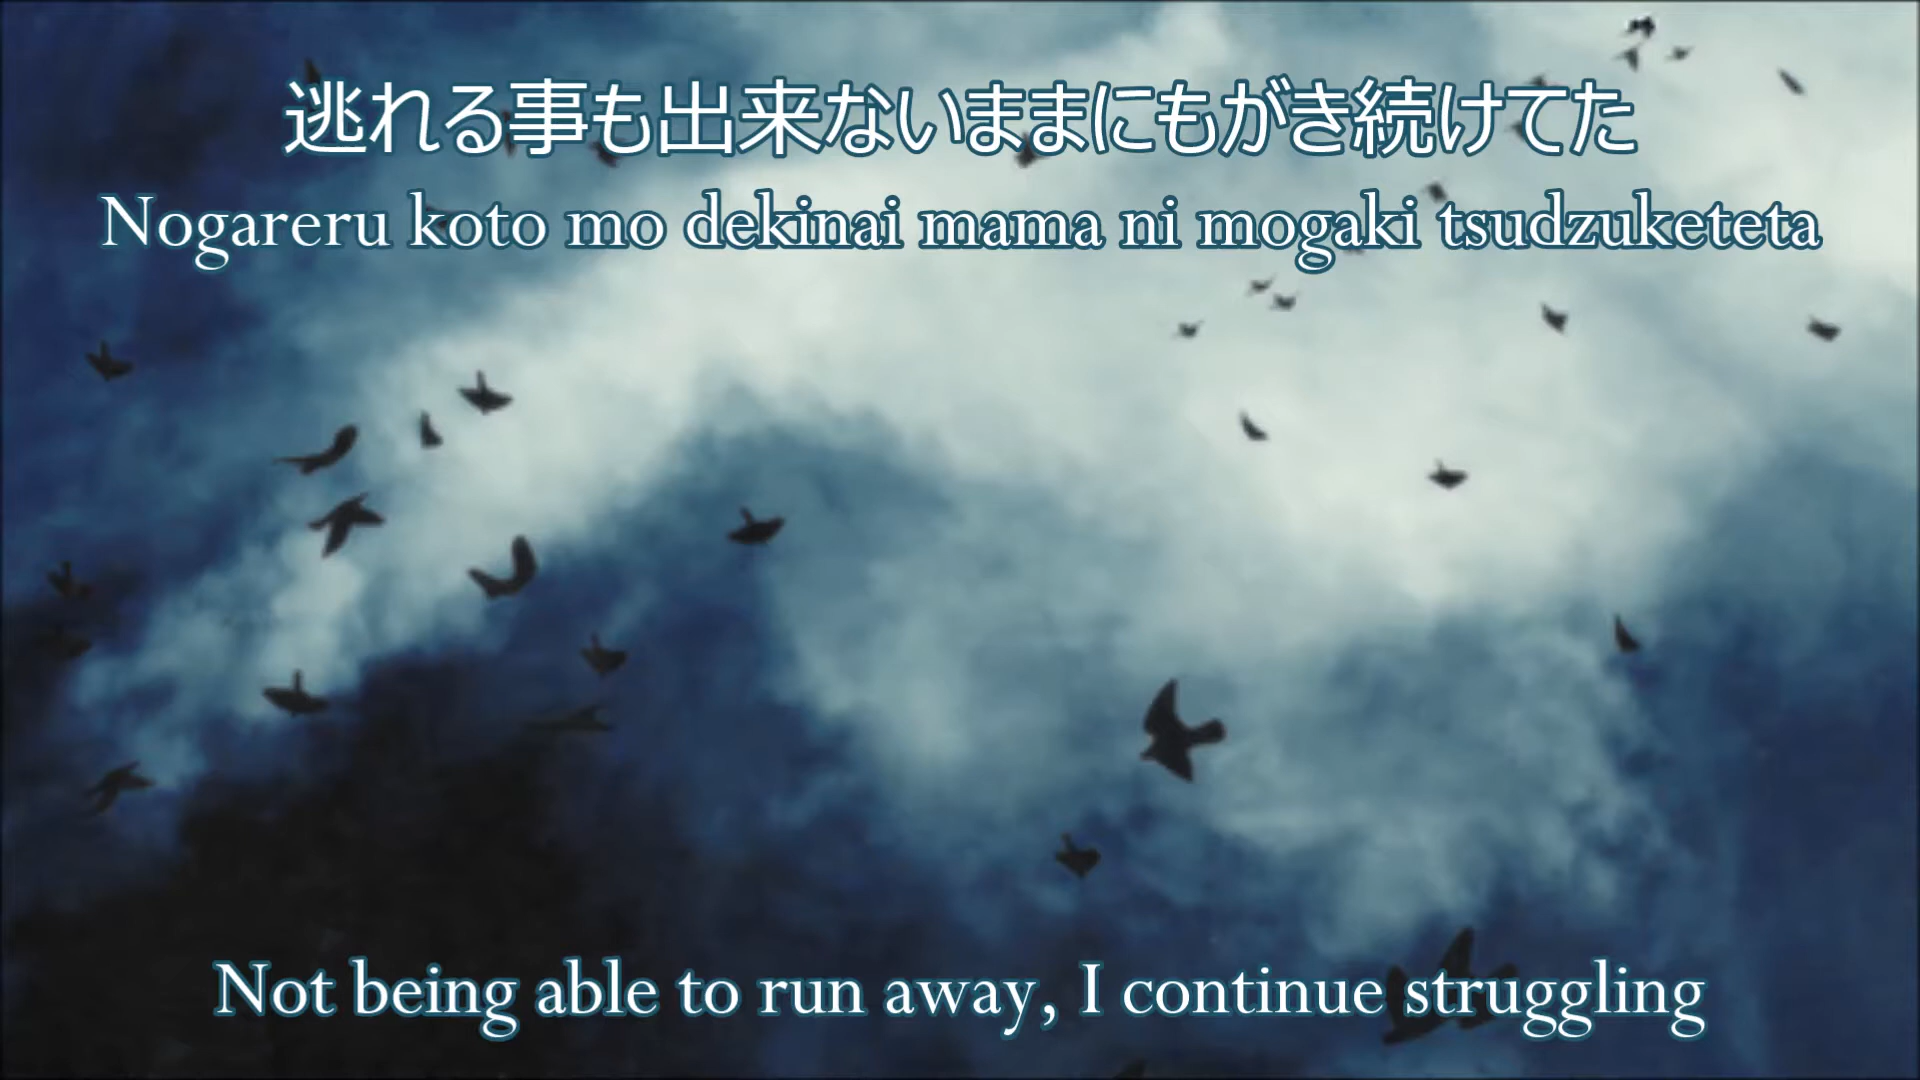 逃れる事も出来ないままにもがき続けてた
Nogareru koto mo dekinai mama ni mogaki tsudzuketeta
Not being able to run away, I continue struggling